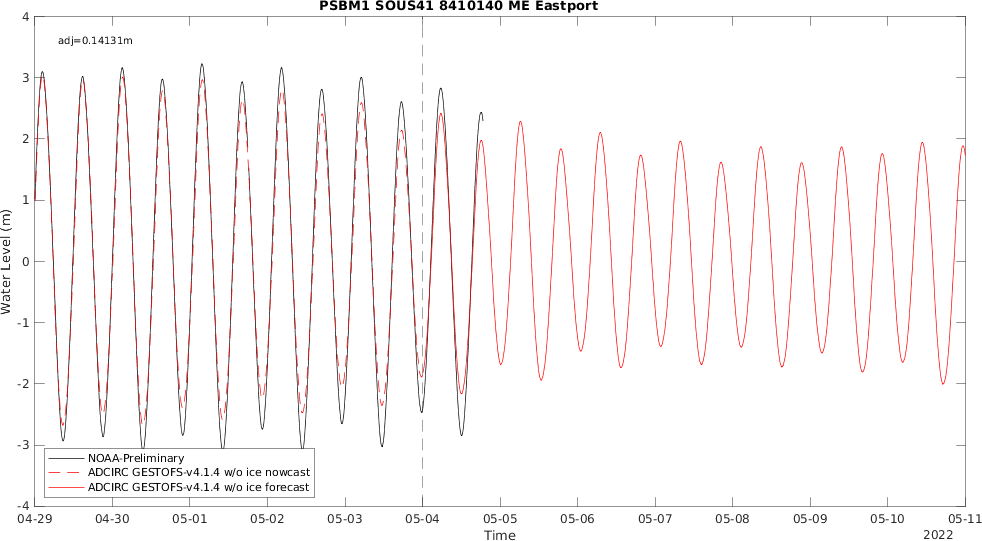 PSBM1 SOUS41 8410140 ME Eastport
adj=0.14131m
4
3
2
1
0
-1
-2
-3
-4
Water Level (m)
NOAA-Preliminary
ADCIRC GESTOFS-v4.1.4 w/o ice nowcast
ADCIRC GESTOFS-v4.1.4 w/o ice forecast
04-29 04-30 05-01 05-02 05-03 05-04 05-05 05-06 05-07 05-08 05-09 05-10 05-11
Time
2022